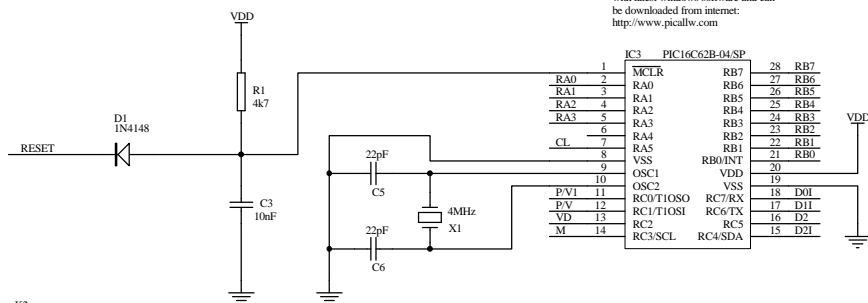 be downloaded from internet:
http://www.picallw.com
VDD
R1
4k7
D1
1N4148
RESET
C3
10nF
22pF
C5
4MHz
X1
22pF
C6
IC3 PIC16C62B-04/SP
1 MCLR RB7 28 RB7
RA0 2 RA0 RB6 27 RB6
RA1 3 RA1 RB5 26 RB5
RA2 4 RA2 RB4 25 RB4
RA3 5 RA3 RB3 24 RB3
6 RA4 RB2 23 RB2
CL 7 RA5 RB1 22 RB1
8 VSS RB0/INT 21 RB0
9 OSC1 VDD 20
10 OSC2 VSS 19
P/V1 11 RC0/T1OSO RC7/RX 18 D0I
P/V 12 RC1/T1OSI RC6/TX 17 D1I
VD 13 RC2 RC5 16 D2
M 14 RC3/SCL RC4/SDA 15 D2I
VDD